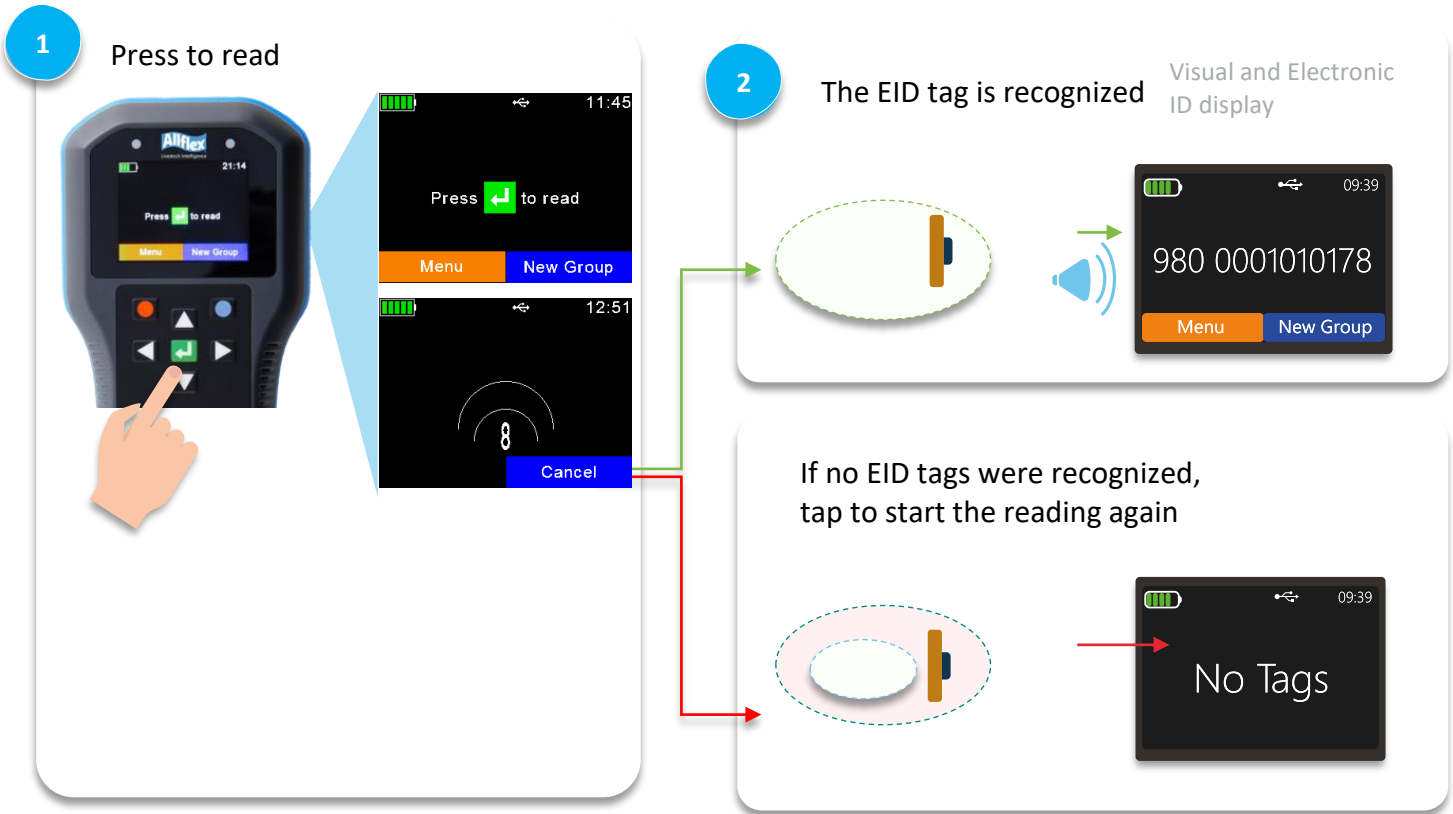 1
Press to read
Allflex
Livestock Intelligence
21:14
Press to read
Menu New Group
11:45
Press to read
Menu New Group
12:51
8
Cancel
2
The EID tag is recognized
Visual and Electronic
ID display
09:39
980 0001010178
Menu New Group
If no EID tags were recognized,
tap to start the reading again
09:39
No Tags